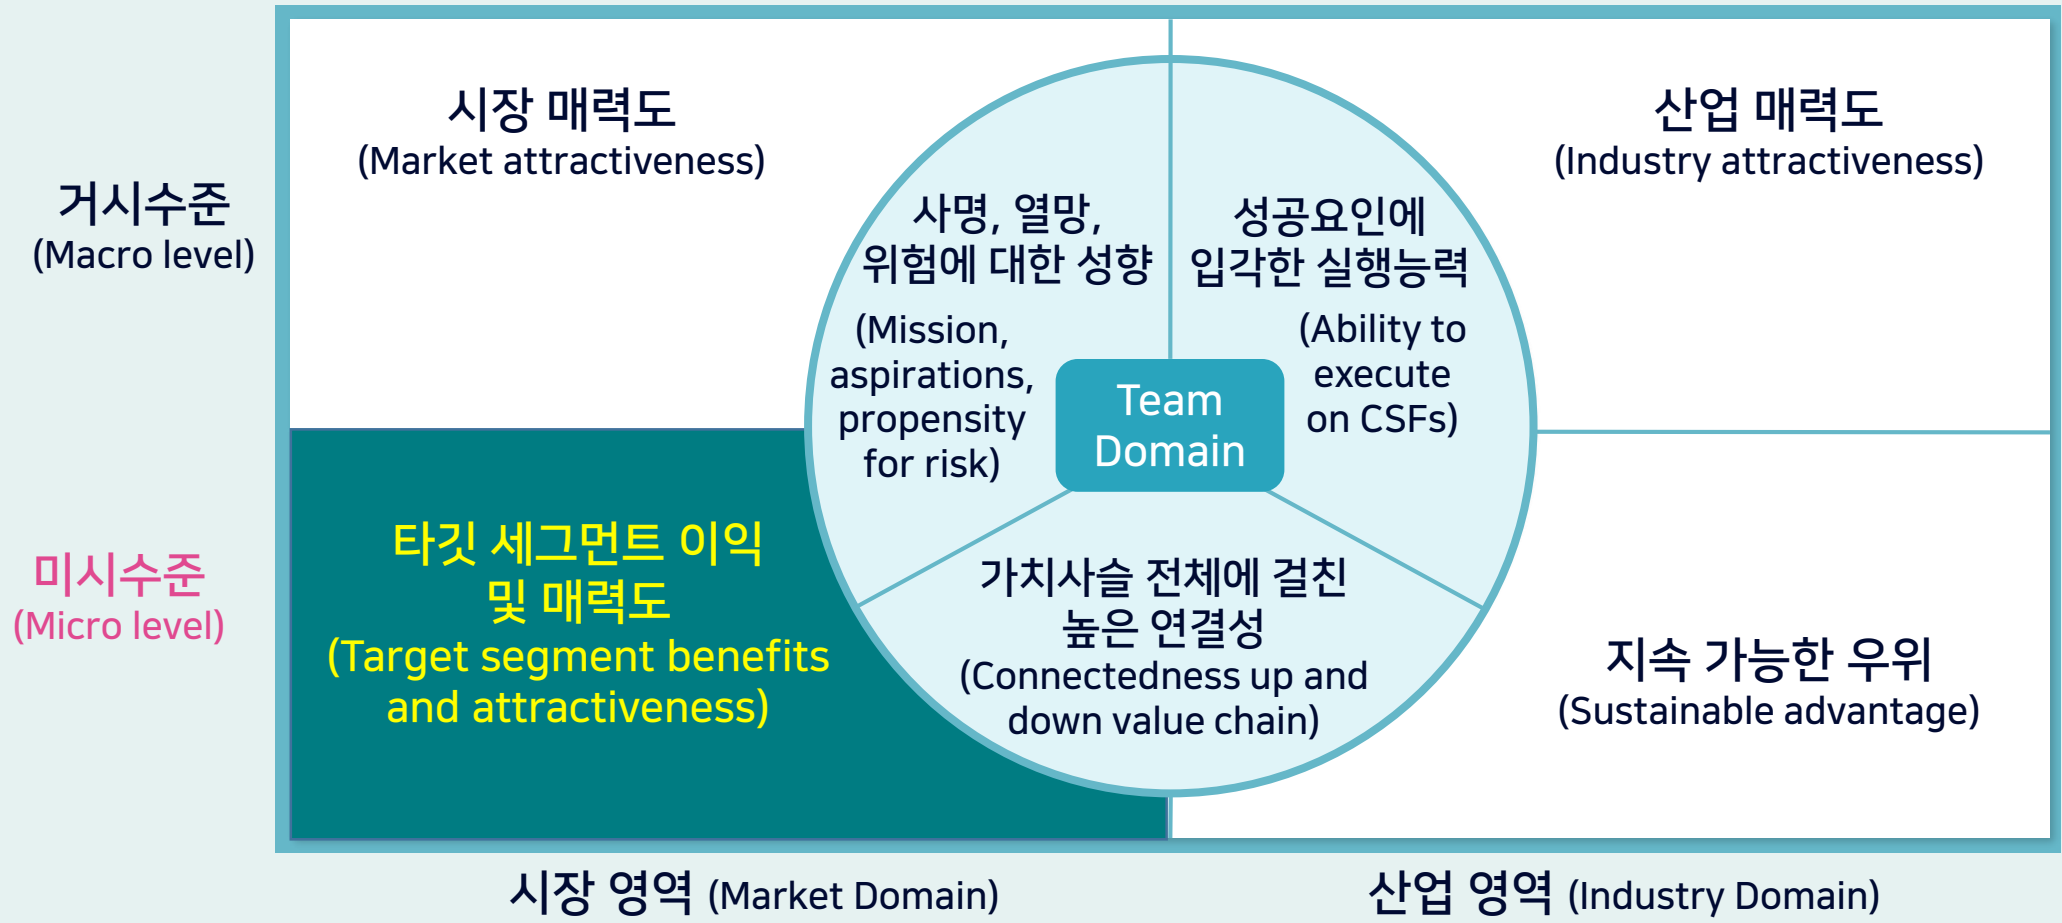 거시수준
(Macro level)
미시수준
(Micro level)
시장 매력도
(Market attractiveness)
산업 매력도
(Industry attractiveness)
사명, 열망,
위험에 대한 성향
(Mission,
aspirations,
propensity
for risk)
성공요인에
입각한 실행능력
(Ability to
execute
on CSFs)
Team
Domain
타깃 세그먼트 이익
및 매력도
(Target segment benefits
and attractiveness)
가치사슬 전체에 걸친
높은 연결성
(Connectedness up and
down value chain)
지속 가능한 우위
(Sustainable advantage)
시장 영역 (Market Domain)
산업 영역 (Industry Domain)